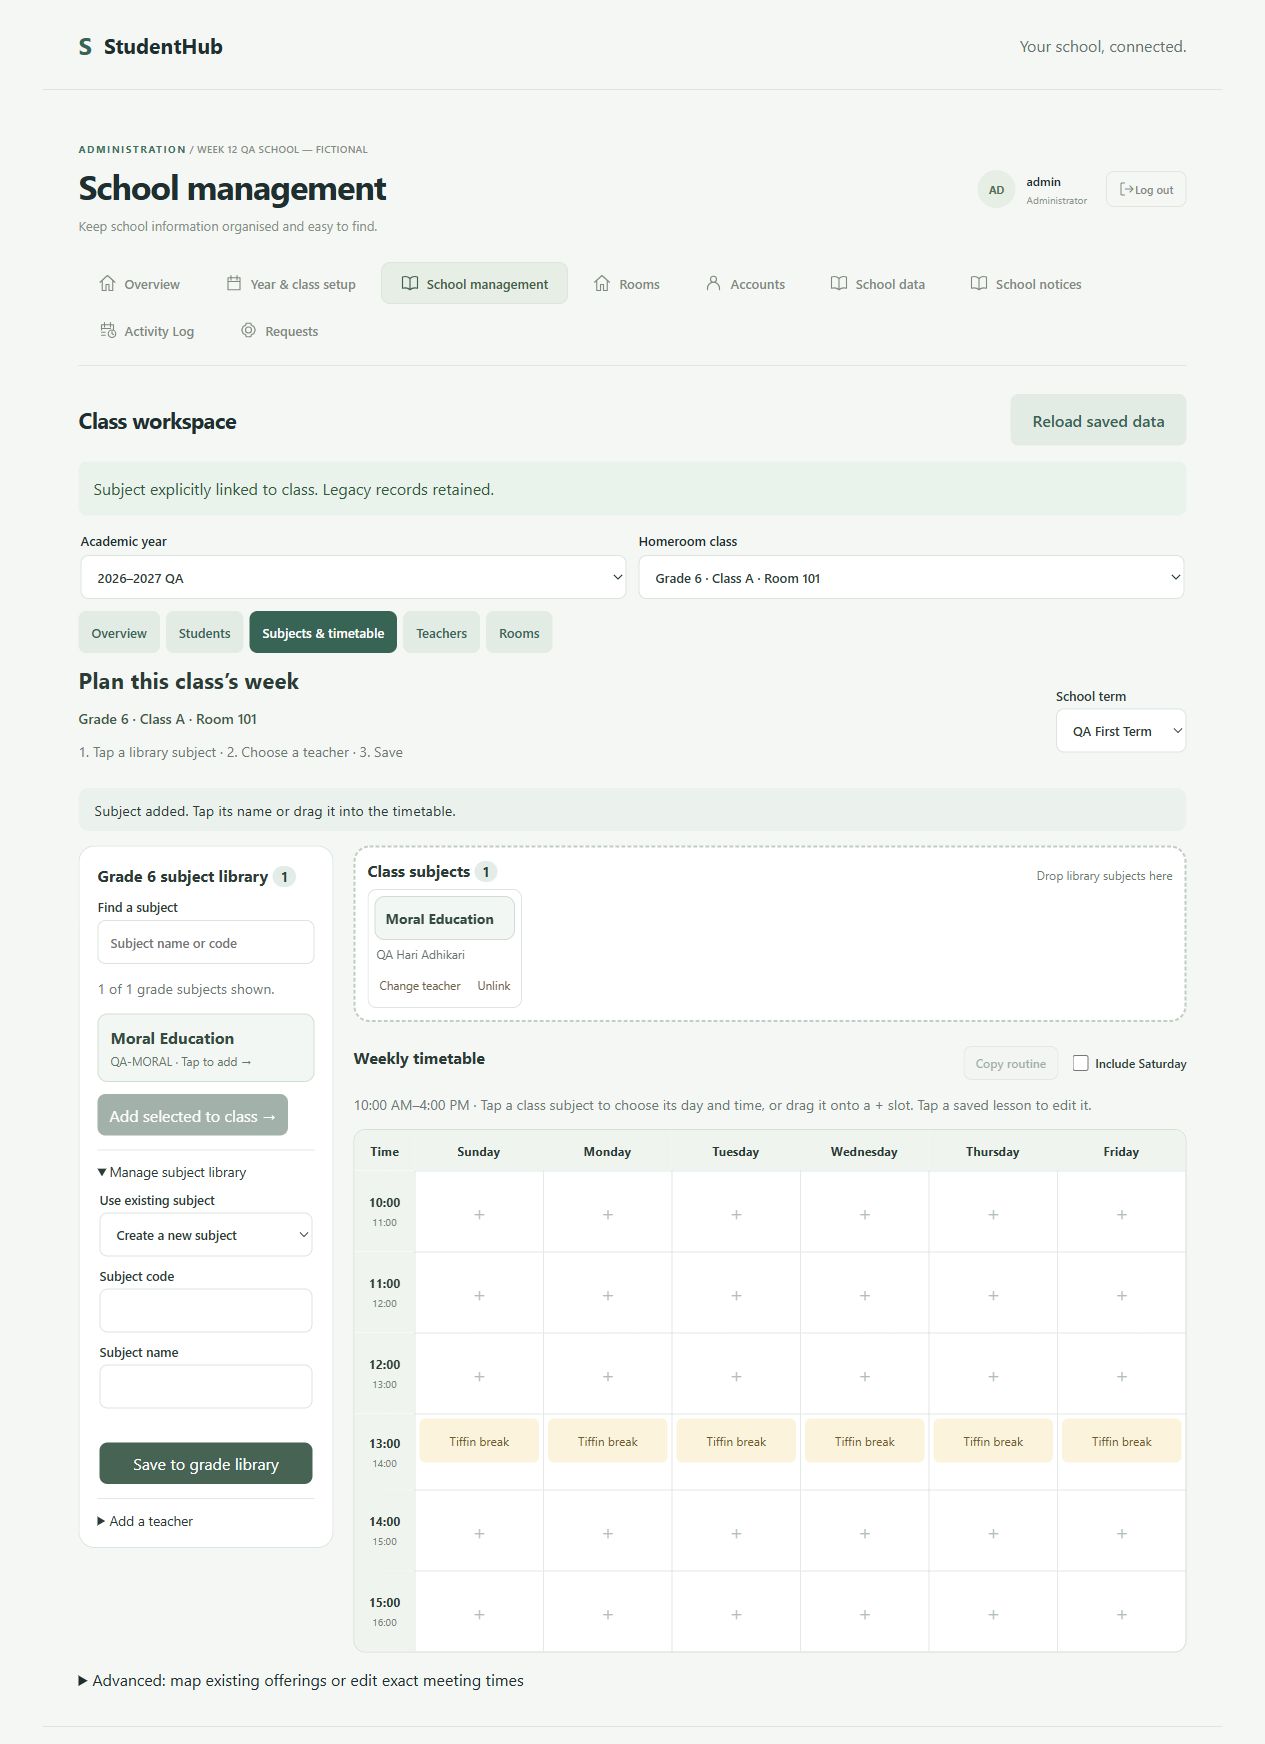 S StudentHub
Your school, connected.
ADMINISTRATION / WEEK 12 QA SCHOOL — FICTIONAL
School management
Keep school information organised and easy to find.
AD
admin
Administrator
Log out
Overview
Year & class setup
School management
Rooms
Accounts
School data
School notices
Activity Log
Requests
Class workspace
Reload saved data
Subject explicitly linked to class. Legacy records retained.
Academic year
2026–2027 QA
Homeroom class
Grade 6 · Class A · Room 101
Overview
Students
Subjects & timetable
Teachers
Rooms
Plan this class’s week
Grade 6 · Class A · Room 101
1. Tap a library subject · 2. Choose a teacher · 3. Save
School term
QA First Term
Subject added. Tap its name or drag it into the timetable.
Grade 6 subject library 1
Find a subject
Subject name or code
1 of 1 grade subjects shown.
Moral Education
QA-MORAL · Tap to add →
Add selected to class →
▼ Manage subject library
Use existing subject
Create a new subject
Subject code
Subject name
Save to grade library
▶ Add a teacher
Class subjects 1
Drop library subjects here
Moral Education
QA Hari Adhikari
Change teacher Unlink
Weekly timetable
Copy routine
Include Saturday
10:00 AM–4:00 PM · Tap a class subject to choose its day and time, or drag it onto a + slot. Tap a saved lesson to edit it.
Time Sunday Monday Tuesday Wednesday Thursday Friday
10:00
11:00
+ + + + + +
11:00
12:00
+ + + + + +
12:00
13:00
+ + + + + +
13:00
14:00
Tiffin break Tiffin break Tiffin break Tiffin break Tiffin break Tiffin break
14:00
15:00
+ + + + + +
15:00
16:00
+ + + + + +
▶ Advanced: map existing offerings or edit exact meeting times